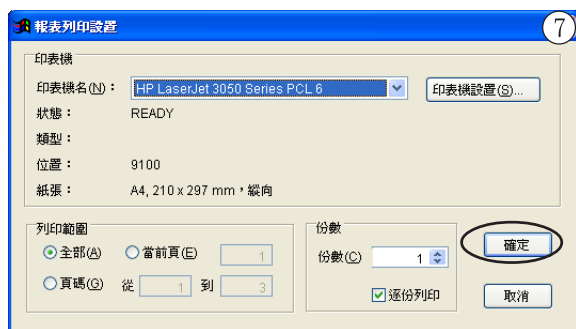 報表列印設置
7
印表機
印表機名(N)： HP LaserJet 3050 Series PCL 6 印表機設置(S)...
狀態： READY
類型：
位置： 9100
紙張： A4, 210 x 297 mm，縱向
列印範圍
全部(A) 當前頁(E) 1
頁碼(G) 從 1 到 3
份數
份數(C) 1
逐份列印
確定
取消